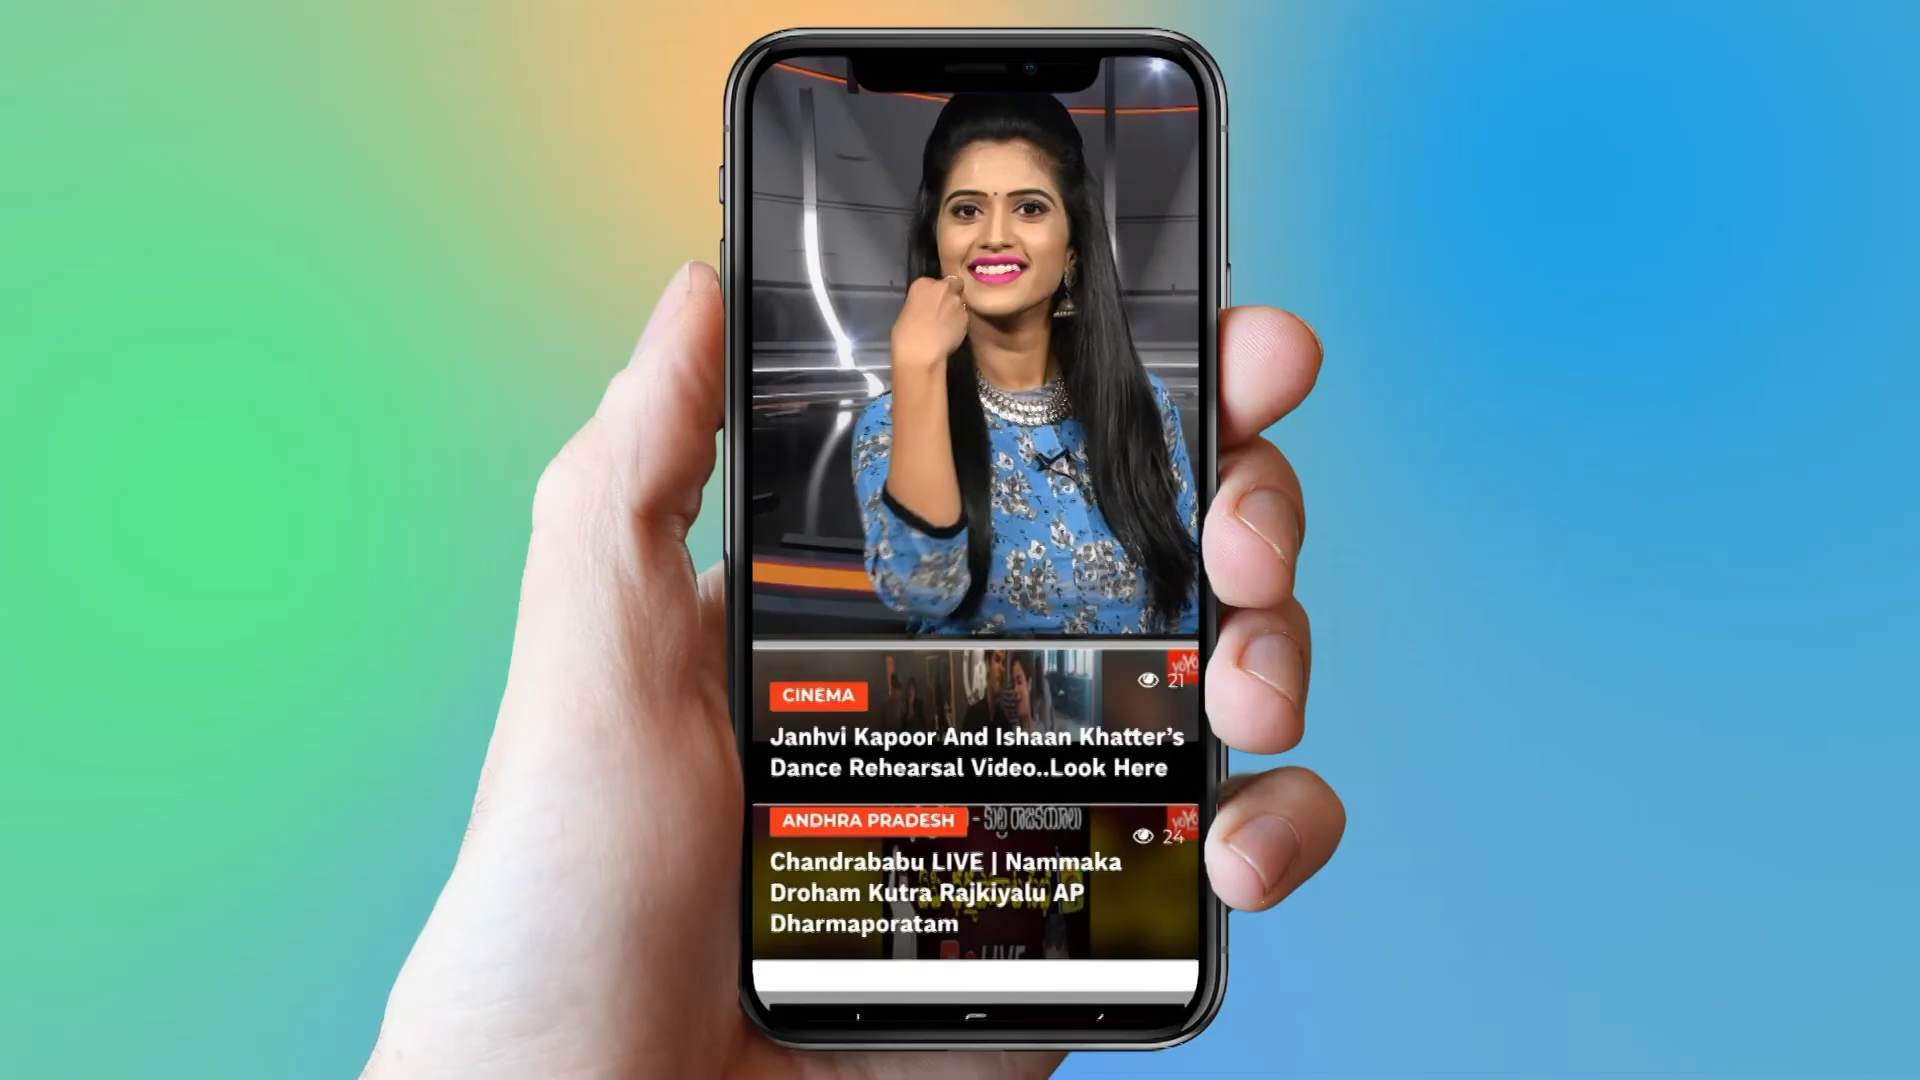 CINEMA
21
Janhvi Kapoor And Ishaan Khatter’s
Dance Rehearsal Video..Look Here
ANDHRA PRADESH
24
Chandrababu LIVE | Nammaka
Droham Kutra Rajkiyalu AP
Dharmaporatam
LIVE